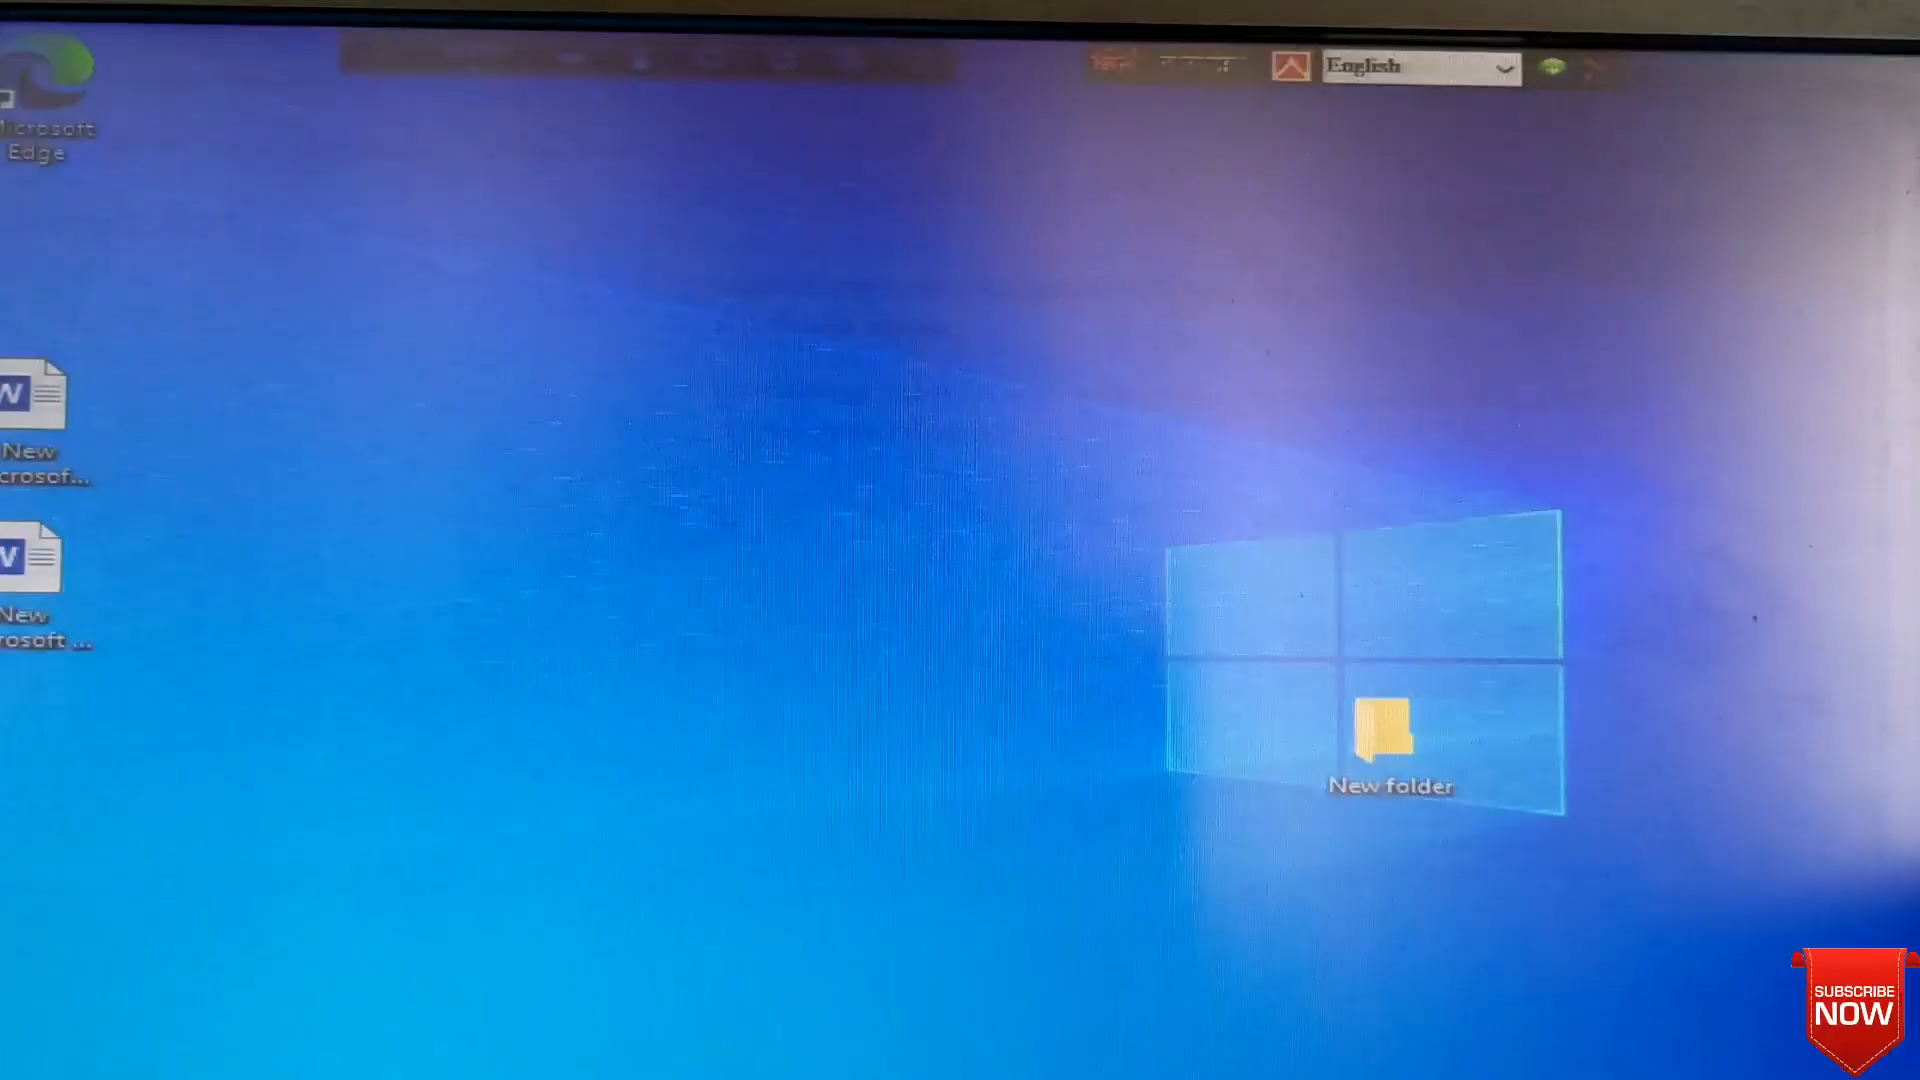 English
Microsoft
Edge
New
crosof...
New
rosoft ...
New folder
SUBSCRIBE
NOW